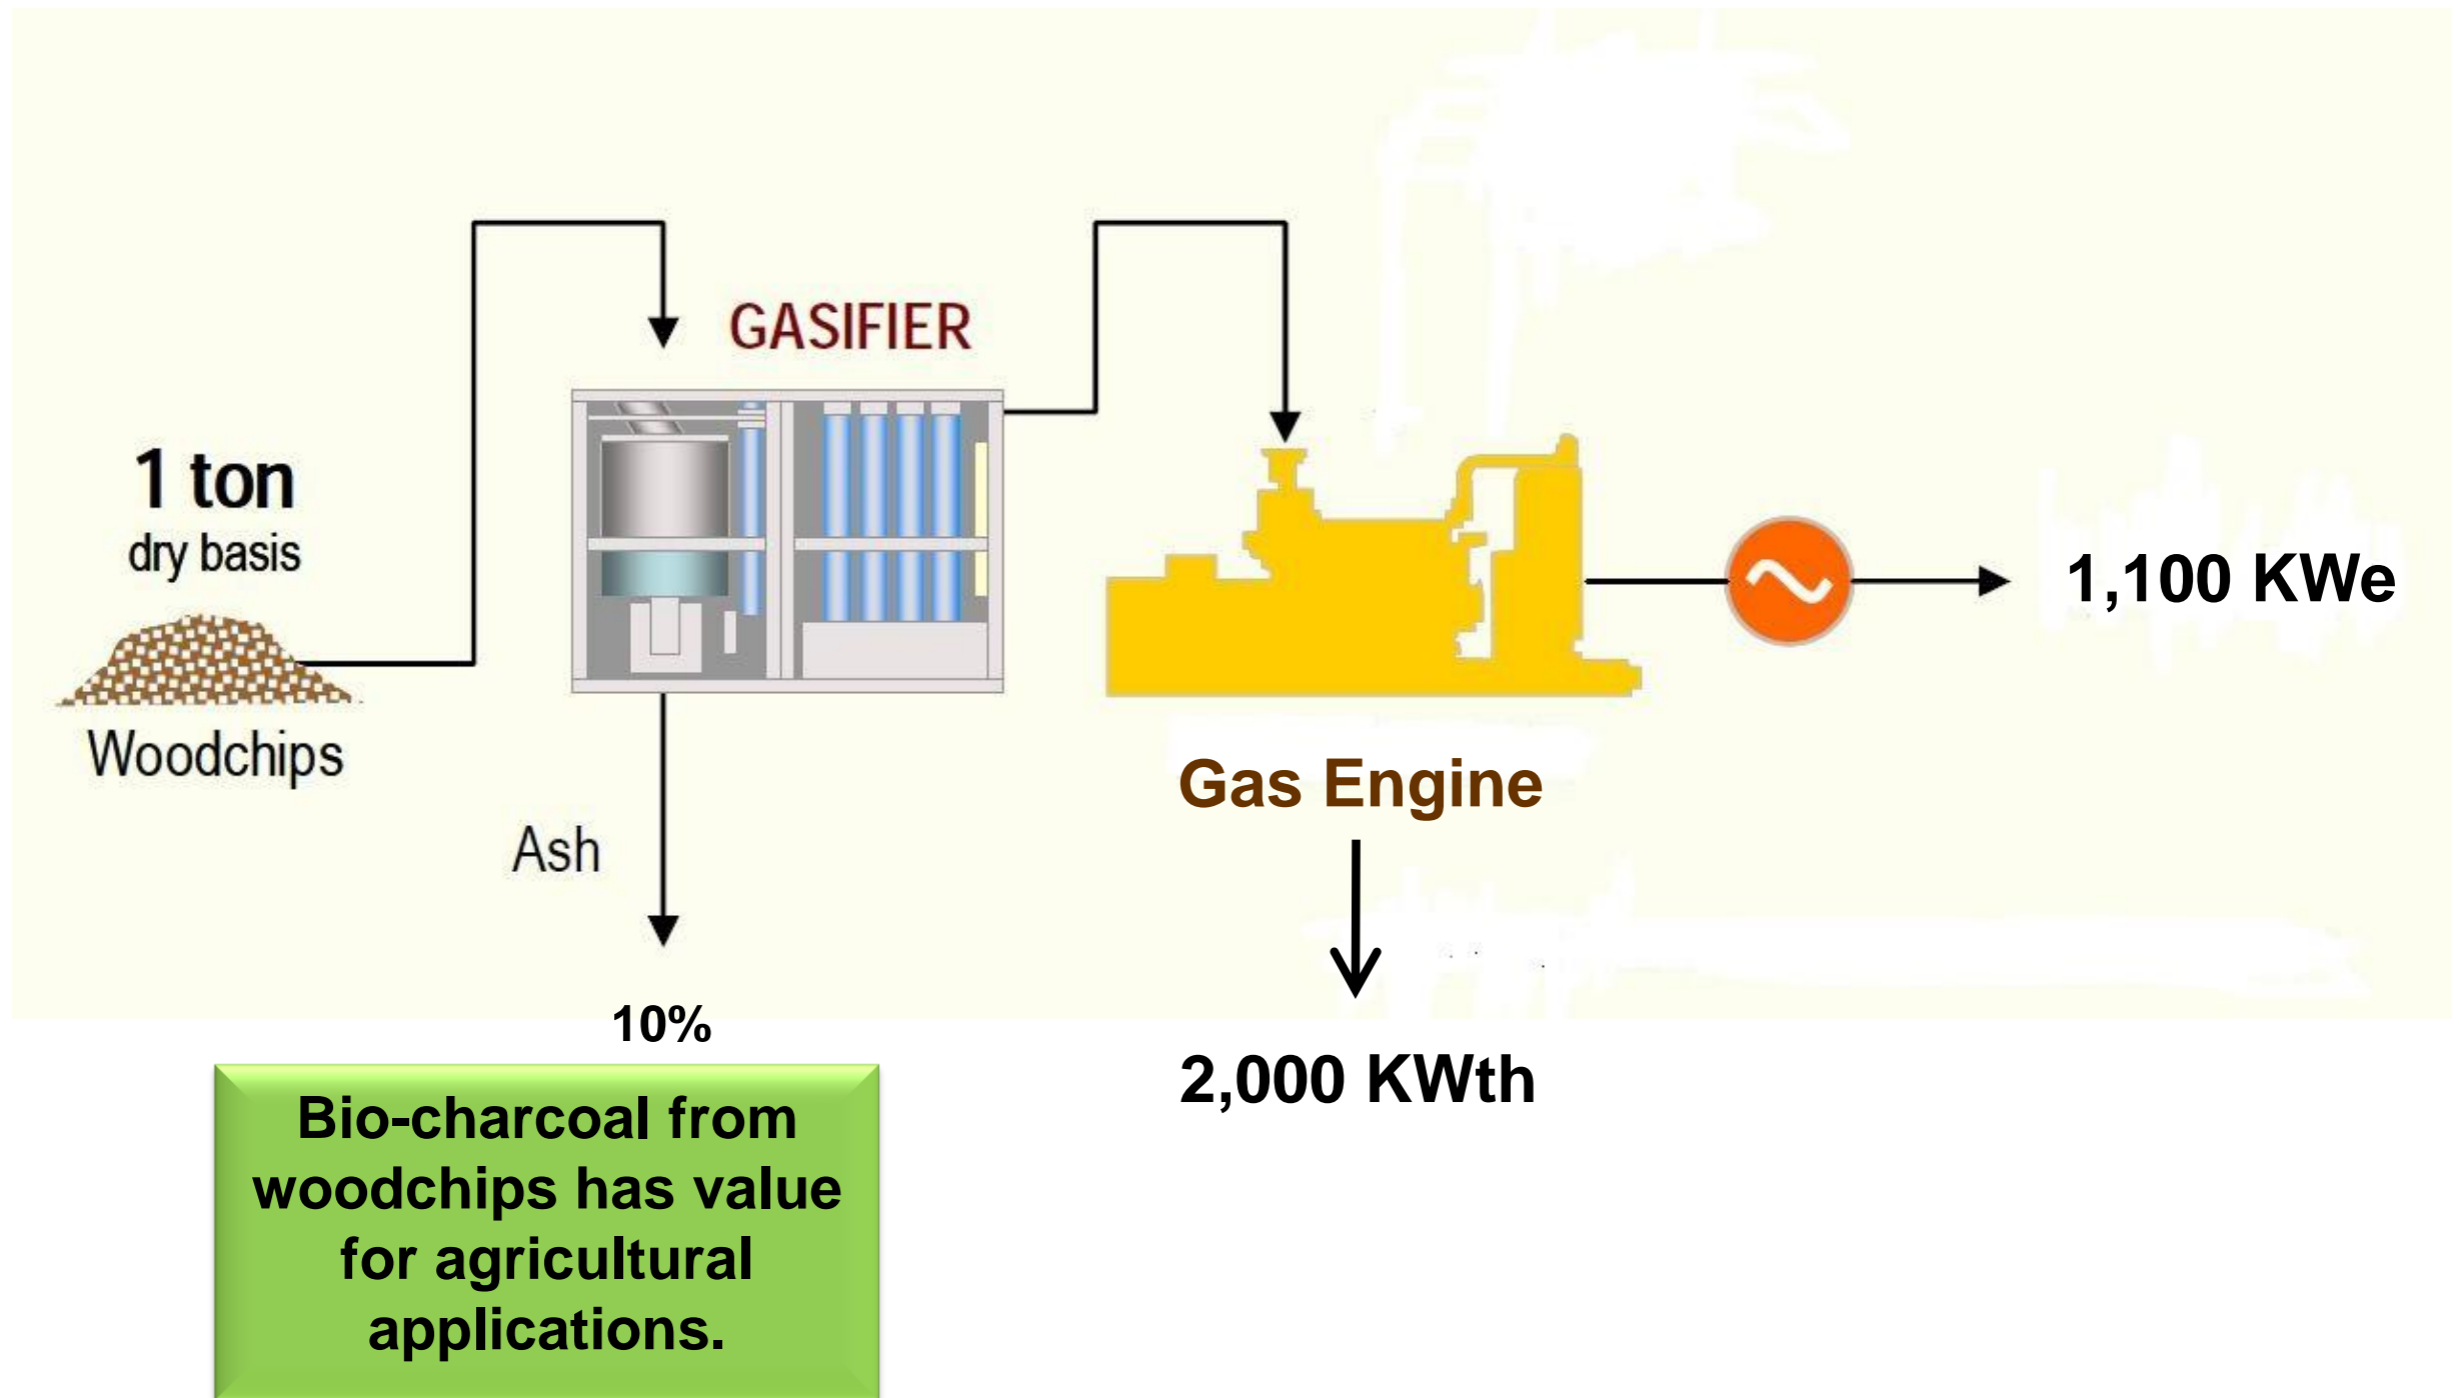 GASIFIER
1 ton
dry basis
Woodchips
1,100 KWe
Gas Engine
Ash
10%
2,000 KWth
Bio-charcoal from
woodchips has value
for agricultural
applications.